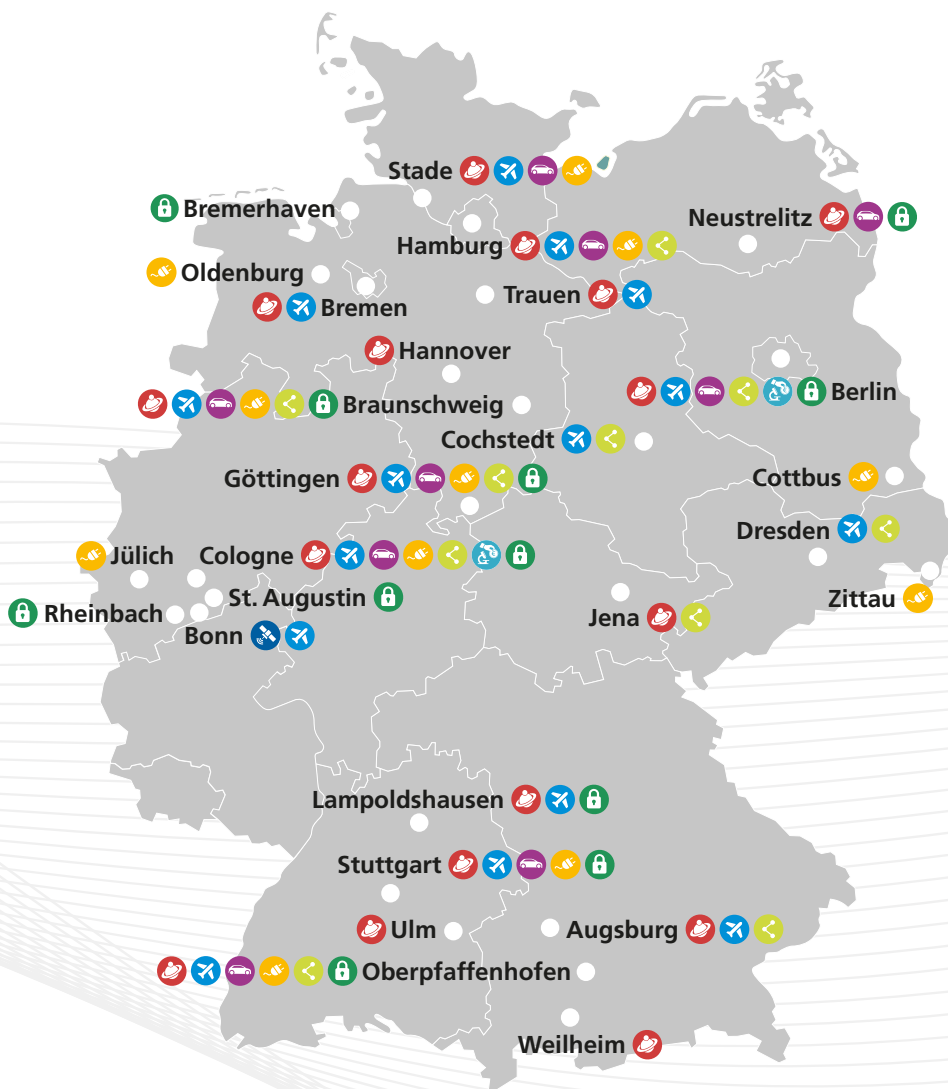 Stade
Bremerhaven
Neustrelitz
Hamburg
Oldenburg
Trauen
Bremen
Hannover
Berlin
Braunschweig
Cochstedt
Göttingen
Cottbus
Dresden
Jülich
Cologne
St. Augustin
Zittau
Rheinbach
Jena
Bonn
Lampoldshausen
Stuttgart
Ulm
Augsburg
Oberpfaffenhofen
Weilheim